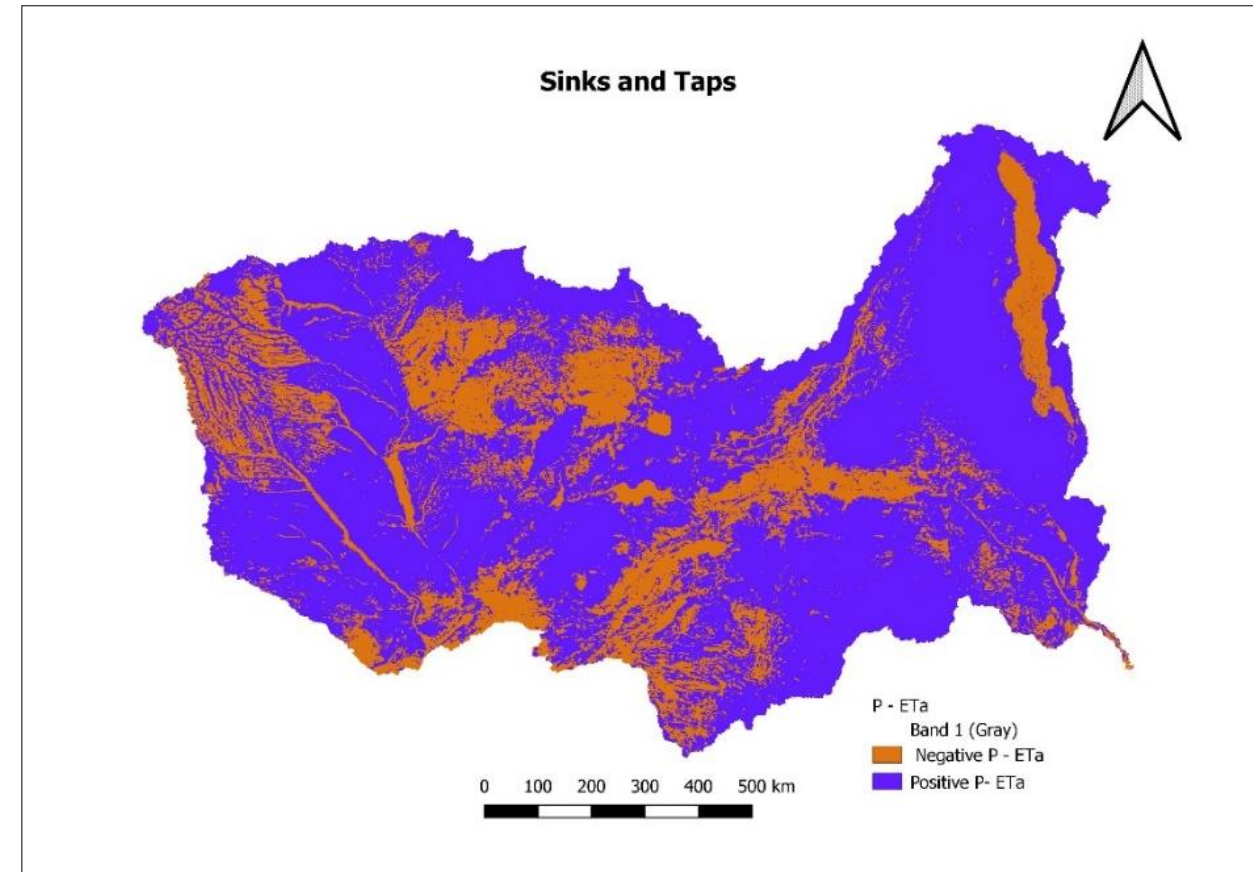 Sinks and Taps
P - ETa
Band 1 (Gray)
Negative P - ETa
Positive P- ETa
0 100 200 300 400 500 km